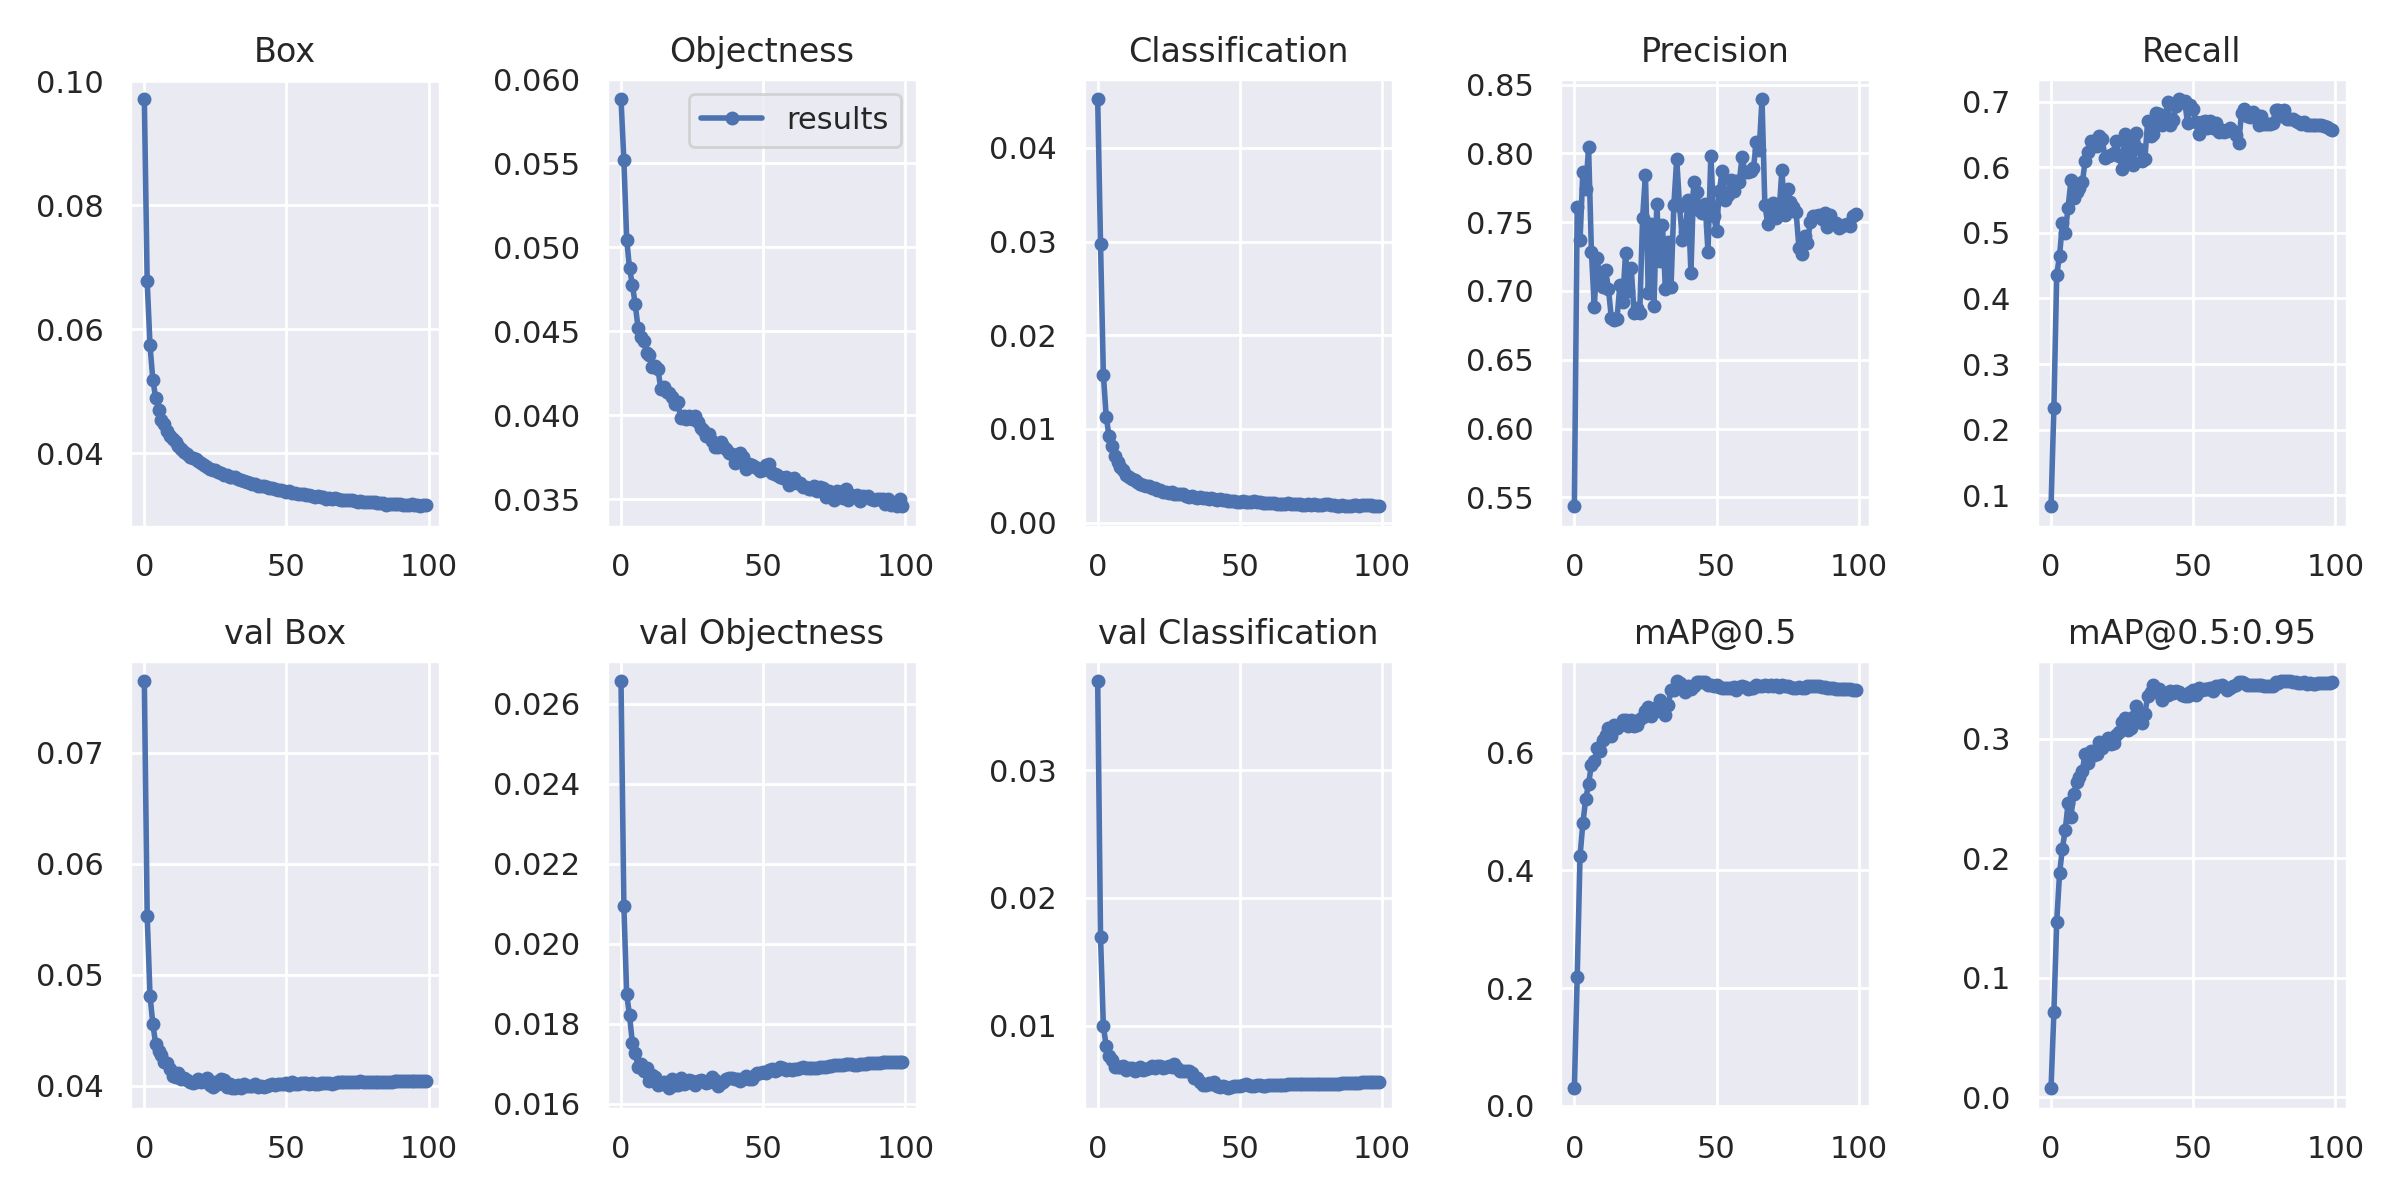 Box
0.10
0.08
0.06
0.04
0 50 100
Objectness
results
0.060
0.055
0.050
0.045
0.040
0.035
0 50 100
Classification
0.04
0.03
0.02
0.01
0.00
0 50 100
Precision
0.85
0.80
0.75
0.70
0.65
0.60
0.55
0 50 100
Recall
0.7
0.6
0.5
0.4
0.3
0.2
0.1
0 50 100
val Box
0.07
0.06
0.05
0.04
0 50 100
val Objectness
0.026
0.024
0.022
0.020
0.018
0.016
0 50 100
val Classification
0.03
0.02
0.01
0 50 100
mAP@0.5
0.6
0.4
0.2
0.0
0 50 100
mAP@0.5:0.95
0.3
0.2
0.1
0.0
0 50 100